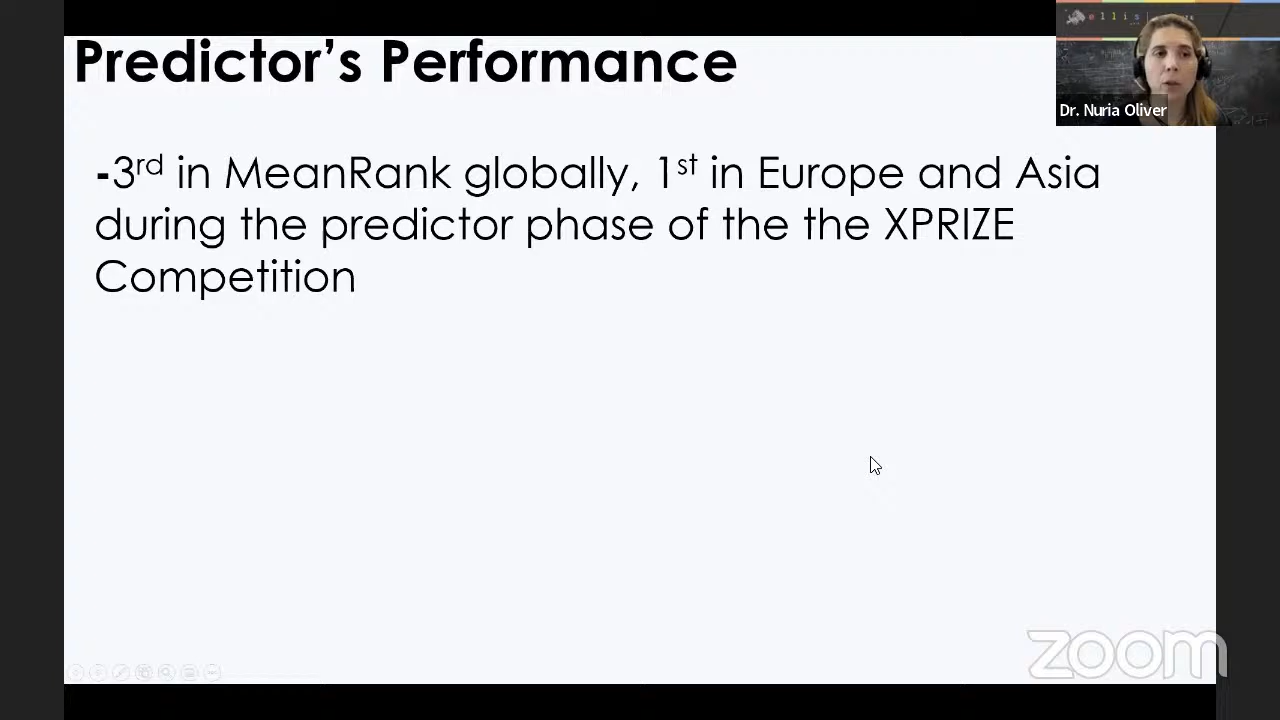 Predictor’s Performance
ellis
Dr. Nuria Oliver
-3rd in MeanRank globally, 1st in Europe and Asia
during the predictor phase of the the XPRIZE
Competition
zoom